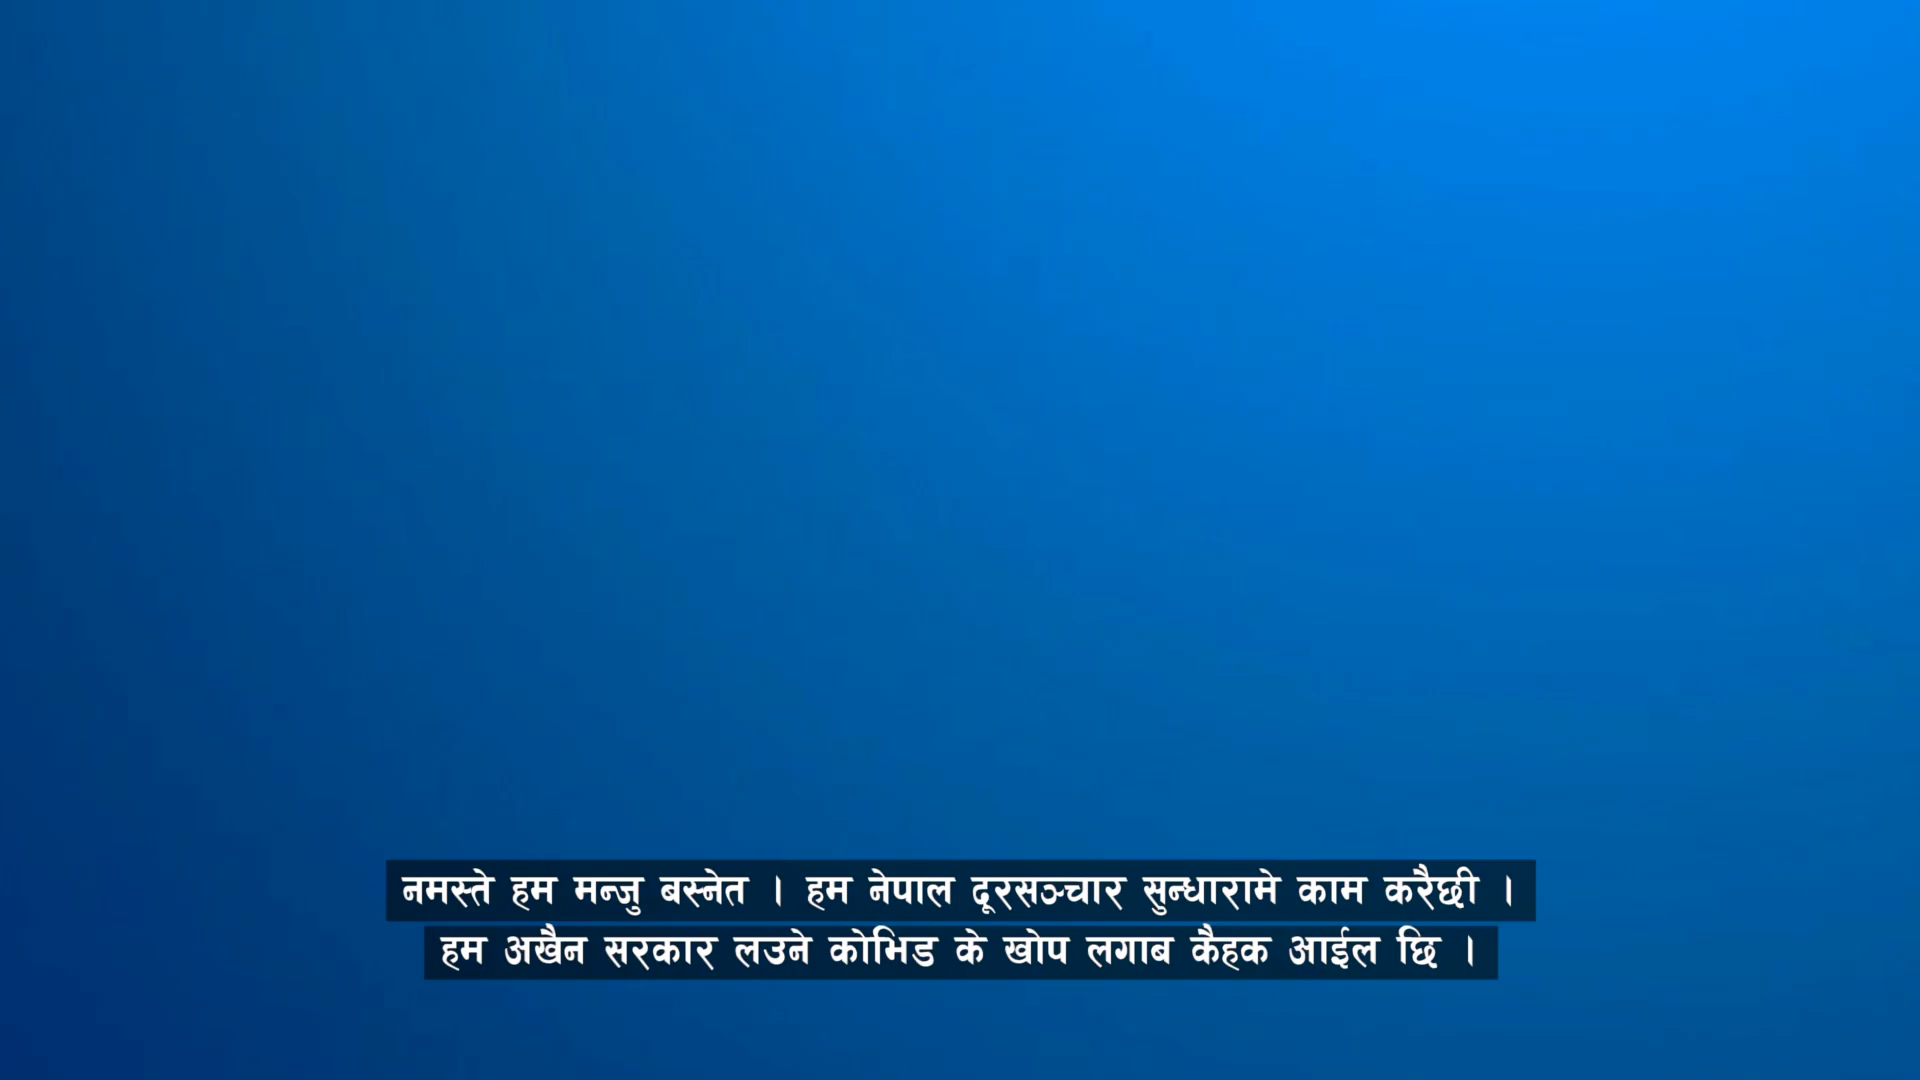 नमस्ते हम मन्जु बस्नेत । हम नेपाल दूरसञ्चार सुन्धारामे काम करैछी ।
हम अखैन सरकार लउने कोभिड के खोप लगाब कैहक आईल छि ।